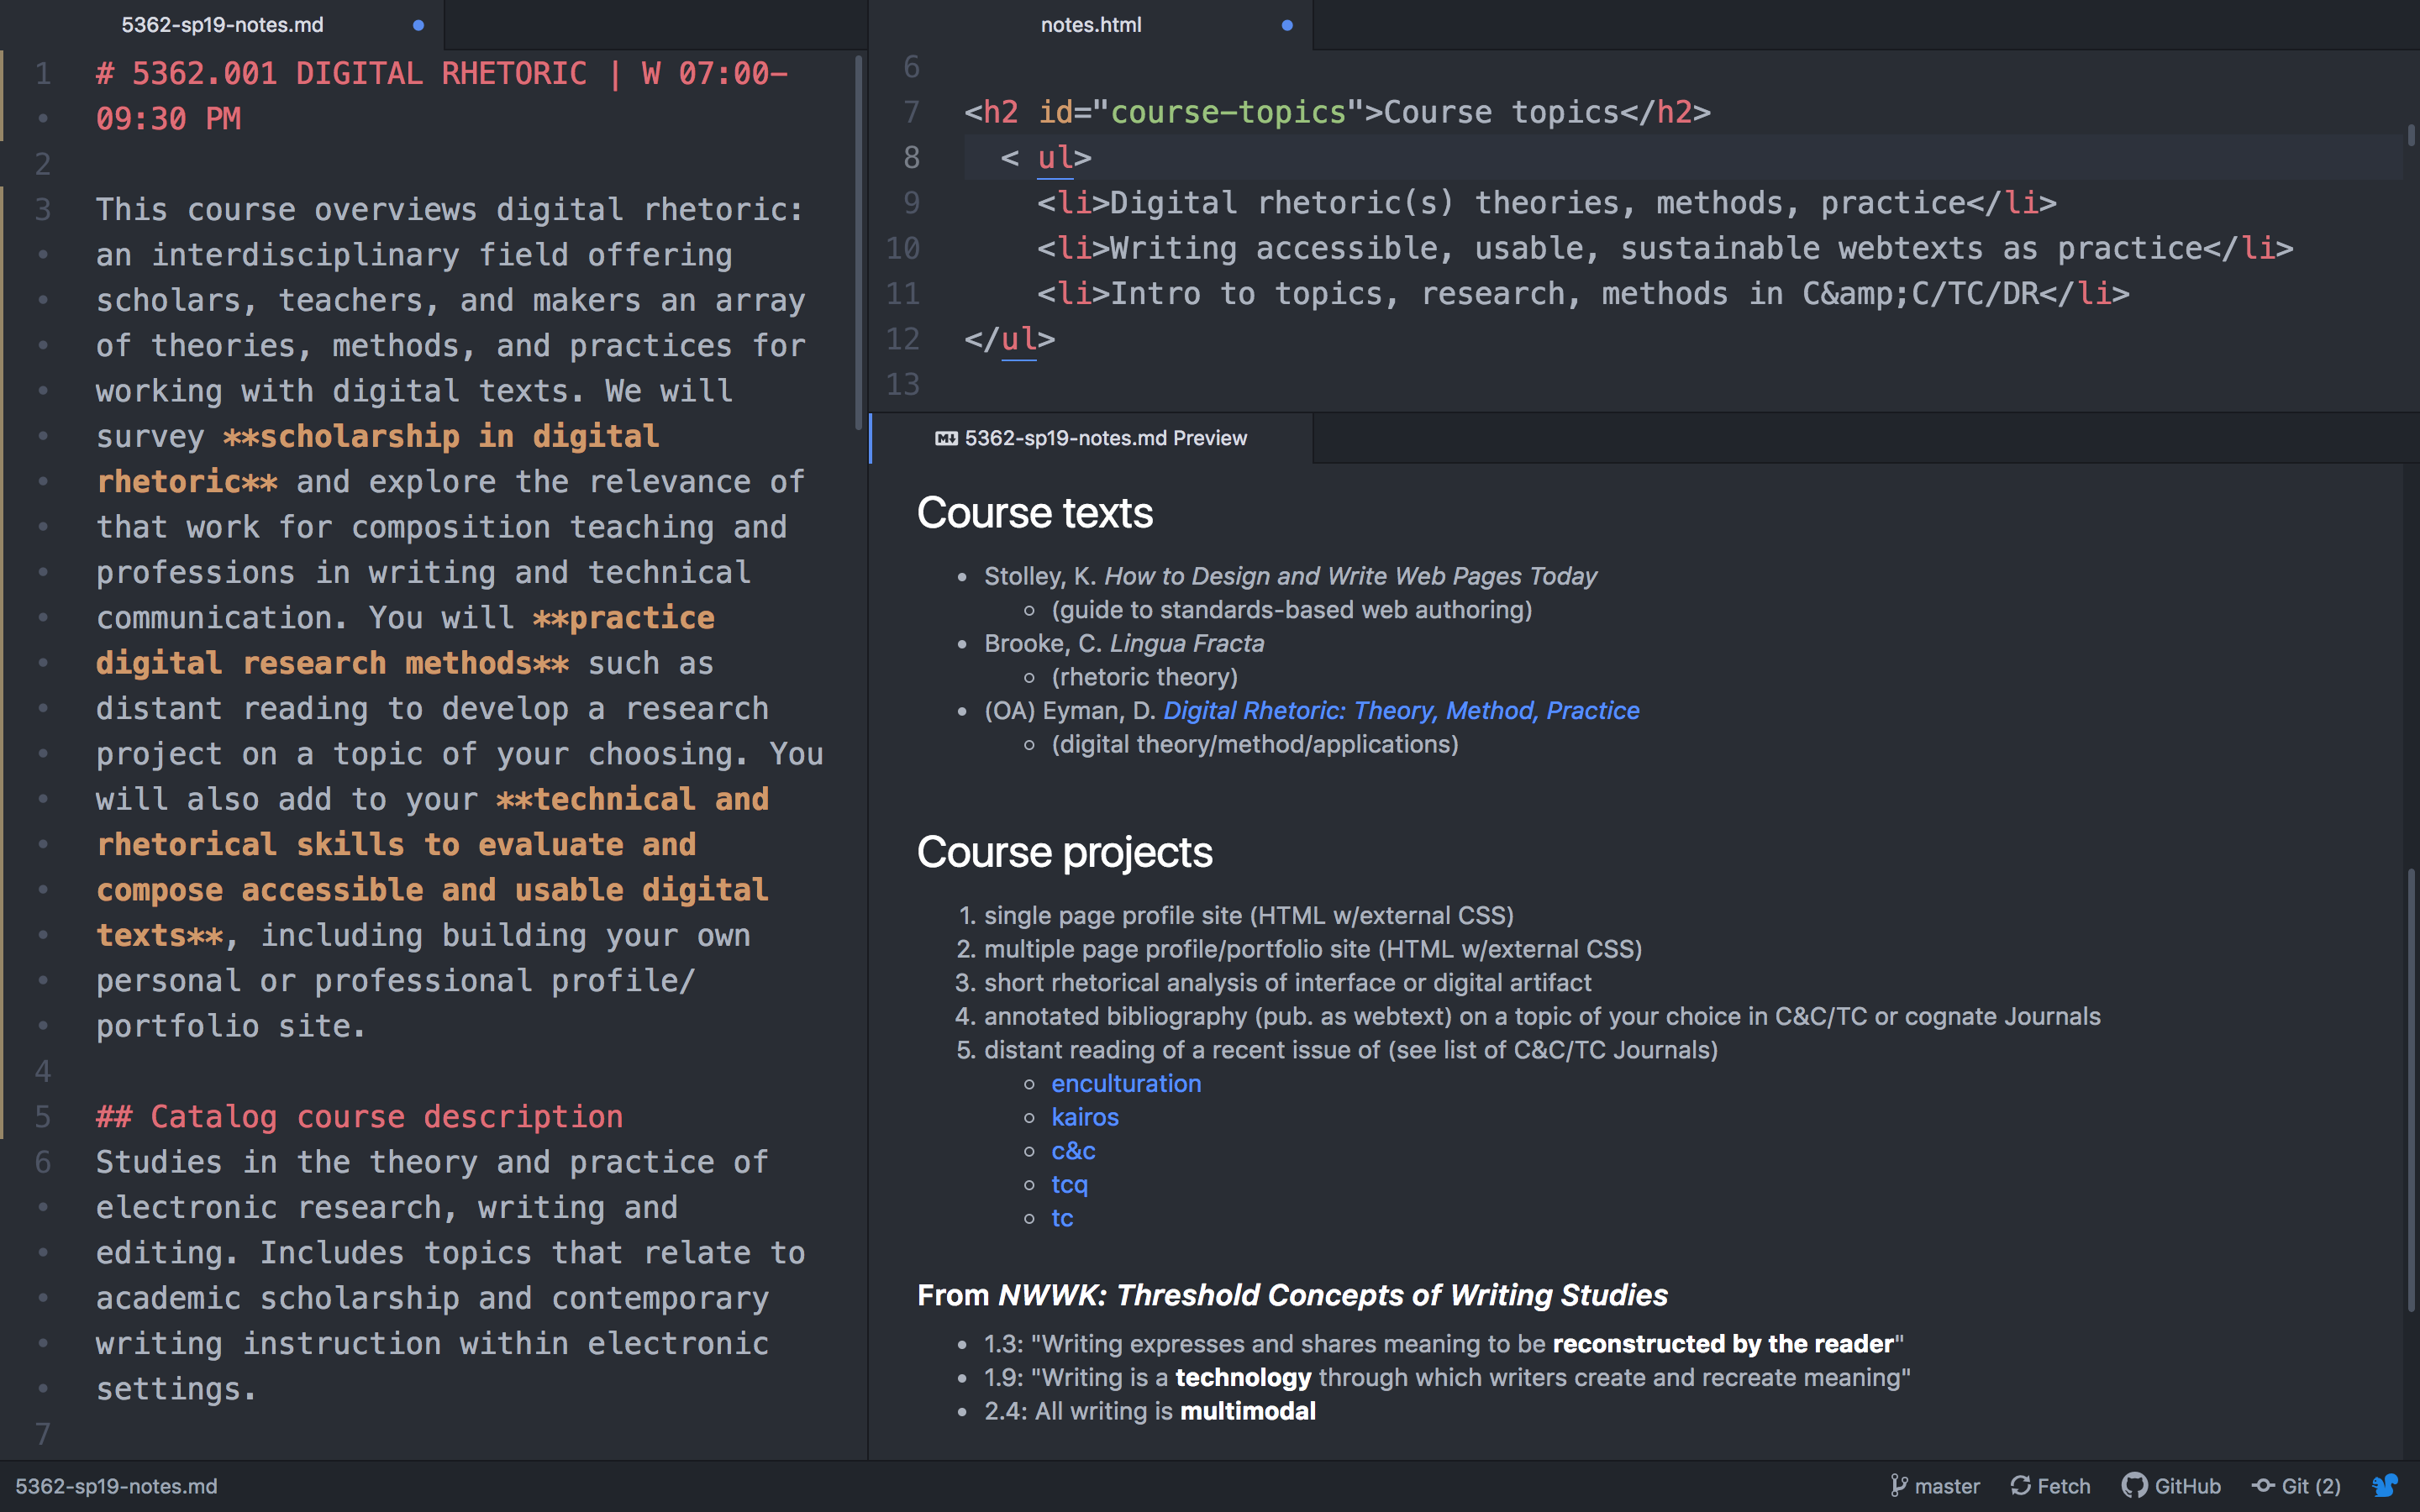 5362-sp19-notes.md
1 # 5362.001 DIGITAL RHETORIC | W 07:00-
09:30 PM
2
3 This course overviews digital rhetoric:
an interdisciplinary field offering
scholars, teachers, and makers an array
of theories, methods, and practices for
working with digital texts. We will
survey **scholarship in digital
rhetoric** and explore the relevance of
that work for composition teaching and
professions in writing and technical
communication. You will **practice
digital research methods** such as
distant reading to develop a research
project on a topic of your choosing. You
will also add to your **technical and
rhetorical skills to evaluate and
compose accessible and usable digital
texts**, including building your own
personal or professional profile/
portfolio site.
4
5 ## Catalog course description
6 Studies in the theory and practice of
electronic research, writing and
editing. Includes topics that relate to
academic scholarship and contemporary
writing instruction within electronic
settings.
7
notes.html
6
7 <h2 id="course-topics">Course topics</h2>
8 < ul>
9 <li>Digital rhetoric(s) theories, methods, practice</li>
10 <li>Writing accessible, usable, sustainable webtexts as practice</li>
11 <li>Intro to topics, research, methods in C&amp;C/TC/DR</li>
12 </ul>
13
5362-sp19-notes.md Preview
Course texts
• Stolley, K. How to Design and Write Web Pages Today
◦ (guide to standards-based web authoring)
• Brooke, C. Lingua Fracta
◦ (rhetoric theory)
• (OA) Eyman, D. Digital Rhetoric: Theory, Method, Practice
◦ (digital theory/method/applications)
Course projects
1. single page profile site (HTML w/external CSS)
2. multiple page profile/portfolio site (HTML w/external CSS)
3. short rhetorical analysis of interface or digital artifact
4. annotated bibliography (pub. as webtext) on a topic of your choice in C&C/TC or cognate Journals
5. distant reading of a recent issue of (see list of C&C/TC Journals)
◦ enculturation
◦ kairos
◦ c&c
◦ tcq
◦ tc
From NWWK: Threshold Concepts of Writing Studies
• 1.3: "Writing expresses and shares meaning to be reconstructed by the reader"
• 1.9: "Writing is a technology through which writers create and recreate meaning"
• 2.4: All writing is multimodal
5362-sp19-notes.md
master Fetch GitHub Git (2)